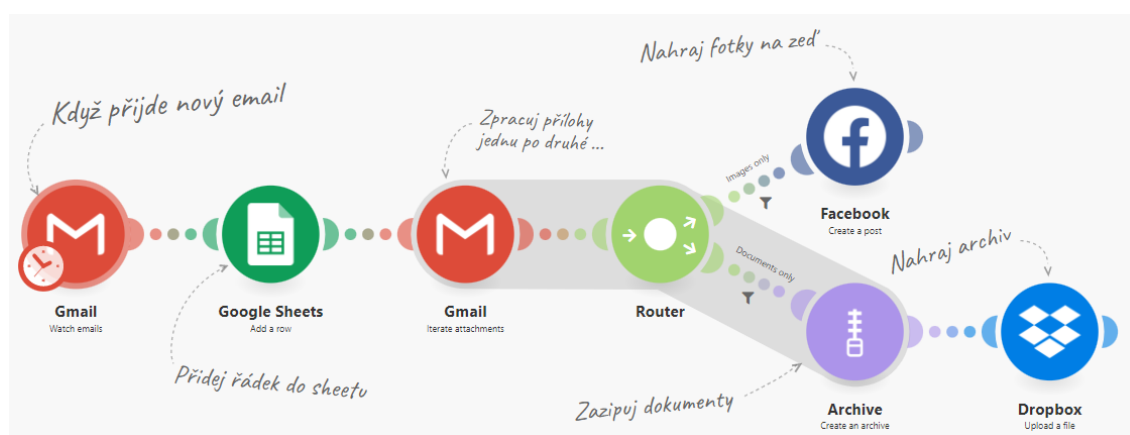 Nahraj fotky na zeď
Když přijde nový email
Zpracuj přílohy
jednu po druhé ...
Images only
Facebook
Create a post
Nahraj archiv
Documents only
Gmail
Watch emails
Google Sheets
Add a row
Gmail
Iterate attachments
Router
Přidej řádek do sheetu
Zazipuj dokumenty
Archive
Create an archive
Dropbox
Upload a file